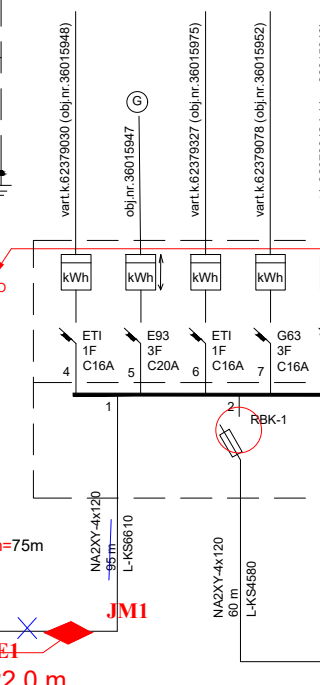 vart.k.62379030 (obj.nr.36015948)
obj.nr.36015947
vart.k.62379327 (obj.nr.36015975)
vart.k.62379078 (obj.nr.36015952)
G
kWh
kWh
kWh
kWh
ETI
1F
C16A
E93
3F
C20A
ETI
1F
C16A
G63
3F
C16A
4
5
6
7
1
2
RBK-1
NA2XY-4x120
95 m
L-KS6610
NA2XY-4x120
60 m
L-KS4580
=75m
JM1
E1
2.0 m